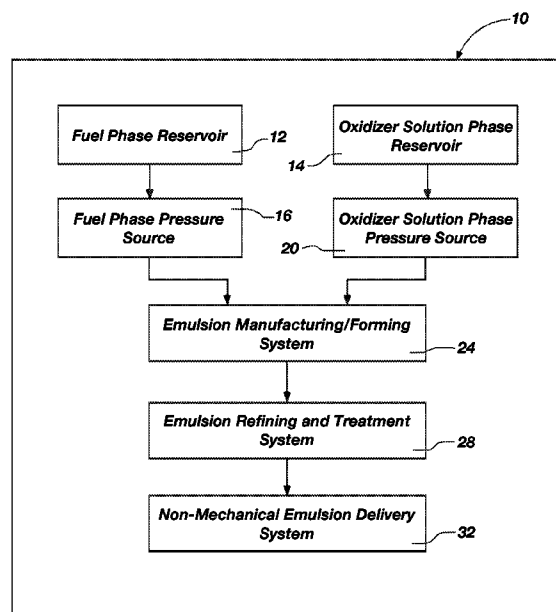 10
Fuel Phase Reservoir
12
Oxidizer Solution Phase
Reservoir
14
Fuel Phase Pressure
Source
16
Oxidizer Solution Phase
Pressure Source
20
Emulsion Manufacturing/Forming
System
24
Emulsion Refining and Treatment
System
28
Non-Mechanical Emulsion Delivery
System
32